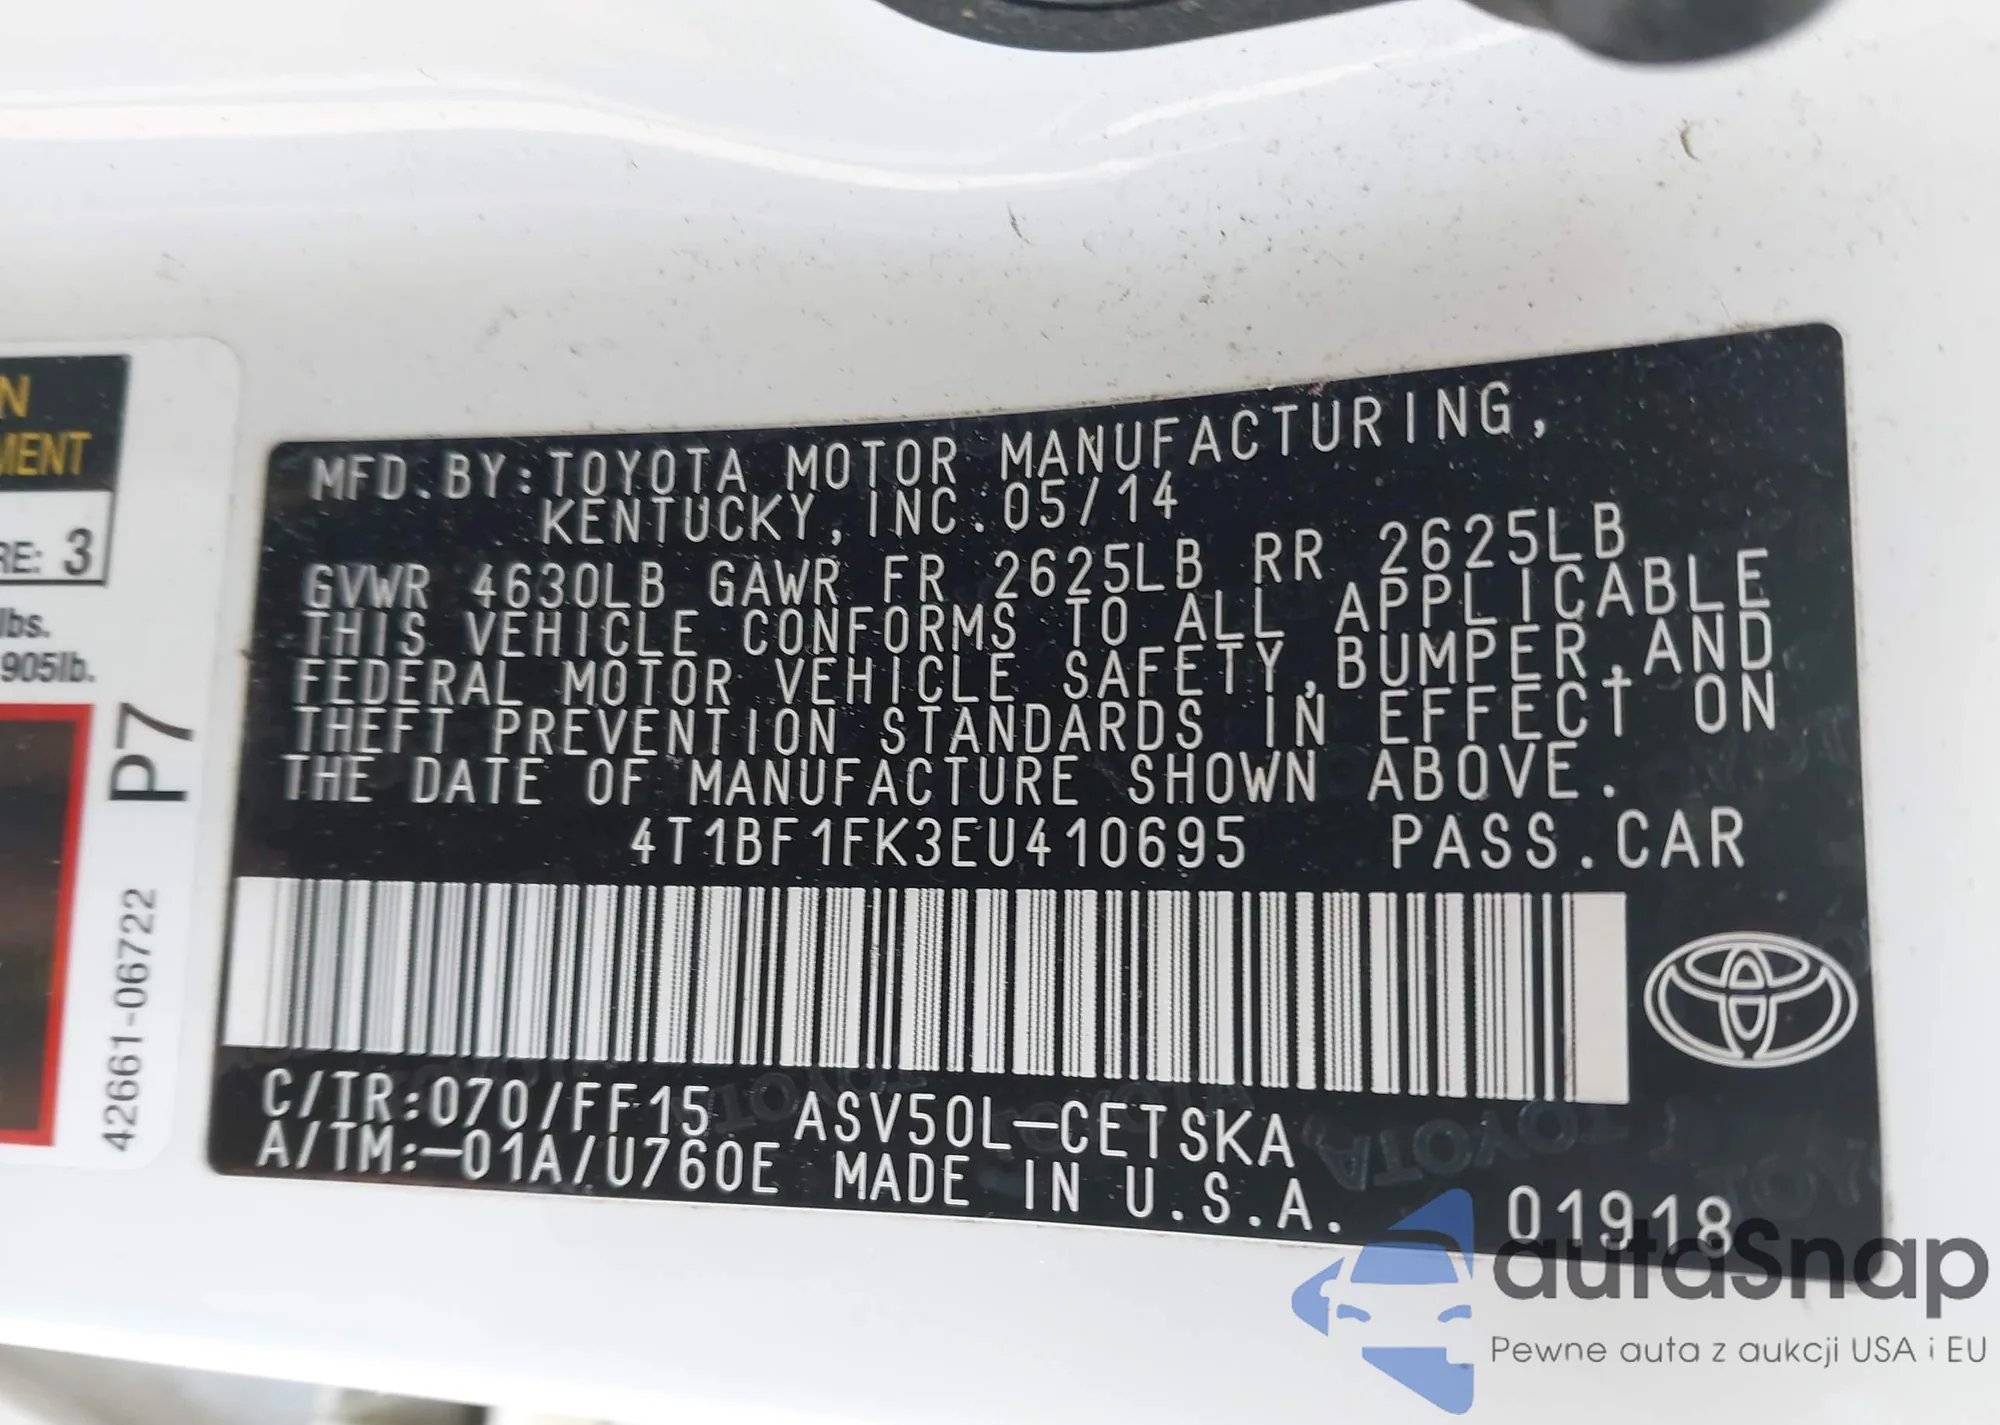 N
MENT
RE: 3
lbs.
905lb.
P7
42661-06722
MFD.BY:TOYOTA MOTOR MANUFACTURING,
KENTUCKY, INC.05/14
GVWR 4630LB GAWR FR 2625LB RR 2625LB
THIS VEHICLE CONFORMS TO ALL APPLICABLE
FEDERAL MOTOR VEHICLE SAFETY,BUMPER,AND
THEFT PREVENTION STANDARDS IN EFFECT ON
THE DATE OF MANUFACTURE SHOWN ABOVE.
4T1BF1FK3EU410695 PASS.CAR
C/TR:070/FF15 ASV50L-CETSKA
A/TM:-01A/U760E MADE IN U.S.A.
01918
autoSnap
Pewne auta z aukcji USA i EU